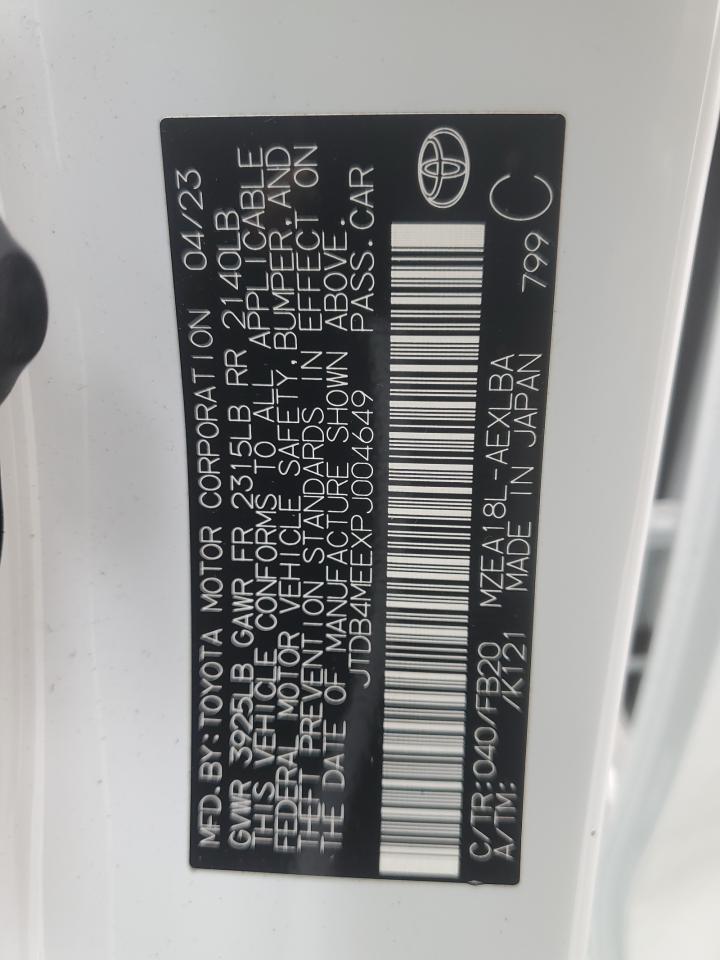 MFD.BY:TOYOTA MOTOR CORPORATION 04/23
GVWR 3925LB GAWR FR 2315LB RR 2140LB
THIS VEHICLE CONFORMS TO ALL APPLICABLE
FEDERAL MOTOR VEHICLE SAFETY,BUMPER,AND
THEFT PREVENTION STANDARDS IN EFFECT ON
THE DATE OF MANUFACTURE SHOWN ABOVE.
JTDB4MEEXPJ004649 PASS.CAR
C/TR:040/FB20 MZEA18L-AEXLBA 799 C
A/TM: /K121 MADE IN JAPAN